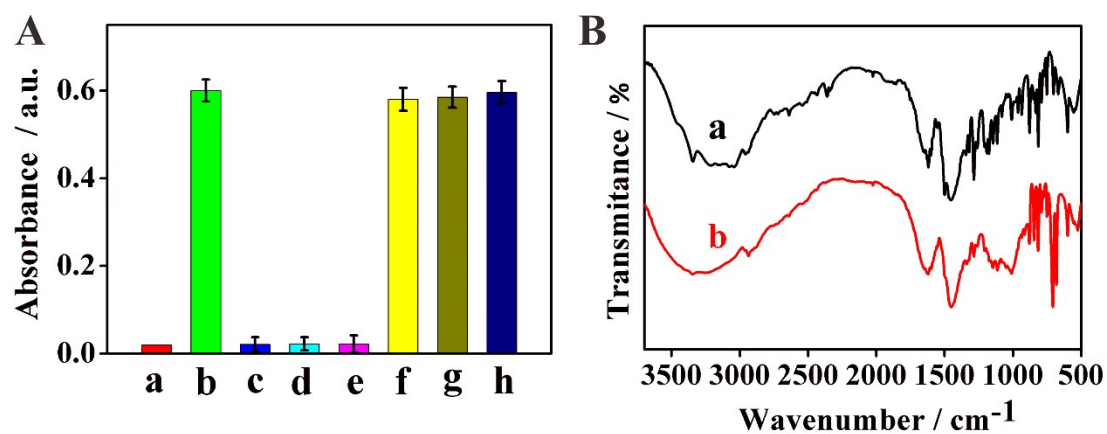 A
Absorbance / a.u.
0.6
0.4
0.2
0.0
a b c d e f g h
B
Transmitance / %
a
b
3500 3000 2500 2000 1500 1000 500
Wavenumber / cm-1